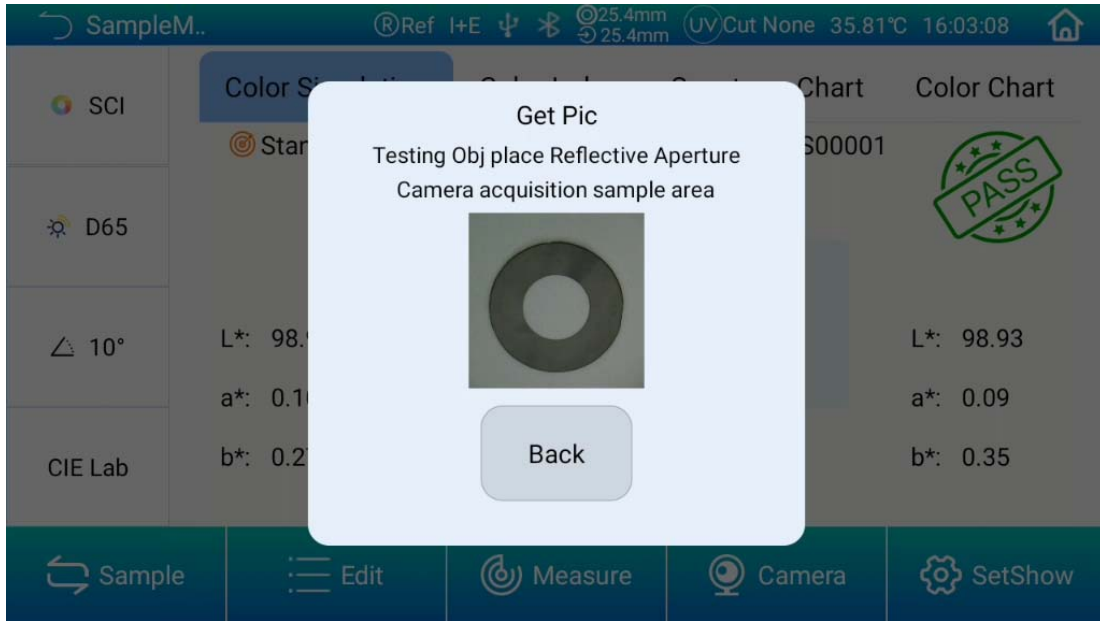 SampleM..
®Ref I+E 25.4mm 25.4mm UV Cut None 35.81℃ 16:03:08
SCI
D65
10°
CIE Lab
Color
Chart
Color Chart
Get Pic
Testing Obj place Reflective Aperture
Camera acquisition sample area
S00001
PASS
L*: 98.
a*: 0.1
b*: 0.2
L*: 98.93
a*: 0.09
b*: 0.35
Back
Sample
Edit
Measure
Camera
SetShow